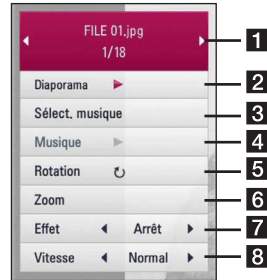 FILE 01.jpg 1
1/18
Diaporama 2
Sélect. musique 3
Musique 4
Rotation 5
Zoom 6
Effet Arrêt 7
Vitesse Normal 8